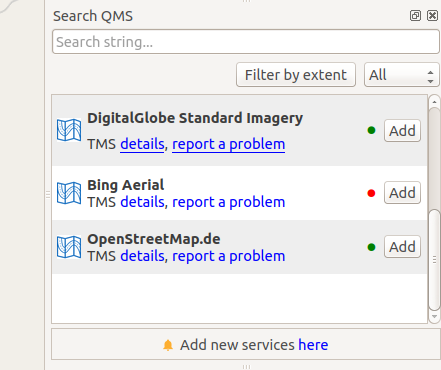 Search QMS
Search string...
Filter by extent All
DigitalGlobe Standard Imagery
TMS details, report a problem
Add
Bing Aerial
TMS details, report a problem
Add
OpenStreetMap.de
TMS details, report a problem
Add
Add new services here